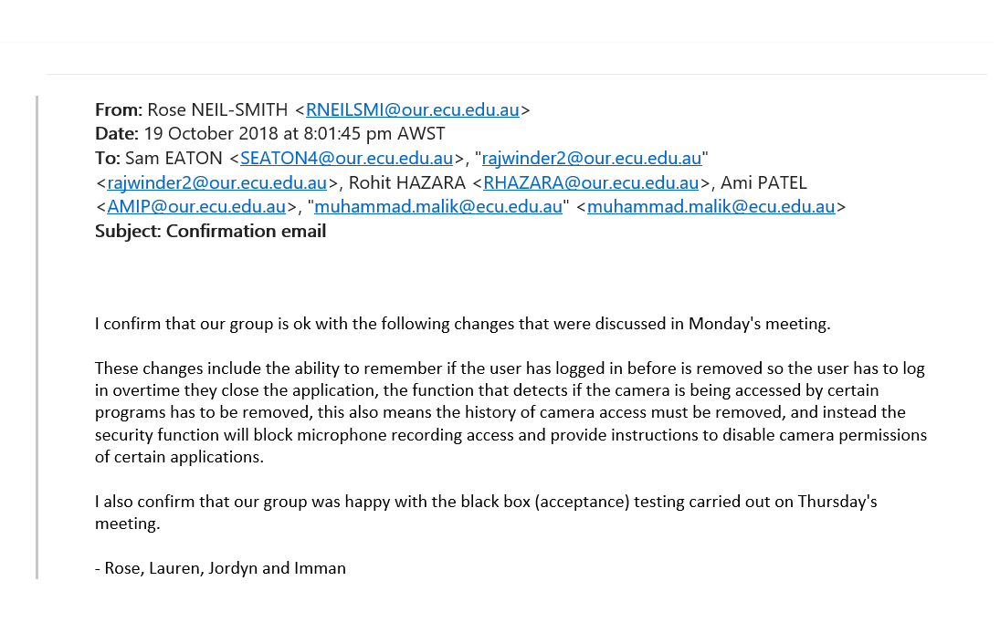 From: Rose NEIL-SMITH <RNEILSMI@our.ecu.edu.au>
Date: 19 October 2018 at 8:01:45 pm AWST
To: Sam EATON <SEATON4@our.ecu.edu.au>, "rajwinder2@our.ecu.edu.au"
<rajwinder2@our.ecu.edu.au>, Rohit HAZARA <RHAZARA@our.ecu.edu.au>, Ami PATEL
<AMIP@our.ecu.edu.au>, "muhammad.malik@ecu.edu.au" <muhammad.malik@ecu.edu.au>
Subject: Confirmation email
I confirm that our group is ok with the following changes that were discussed in Monday's meeting.
These changes include the ability to remember if the user has logged in before is removed so the user has to log
in overtime they close the application, the function that detects if the camera is being accessed by certain
programs has to be removed, this also means the history of camera access must be removed, and instead the
security function will block microphone recording access and provide instructions to disable camera permissions
of certain applications.
I also confirm that our group was happy with the black box (acceptance) testing carried out on Thursday's
meeting.
- Rose, Lauren, Jordyn and Imman